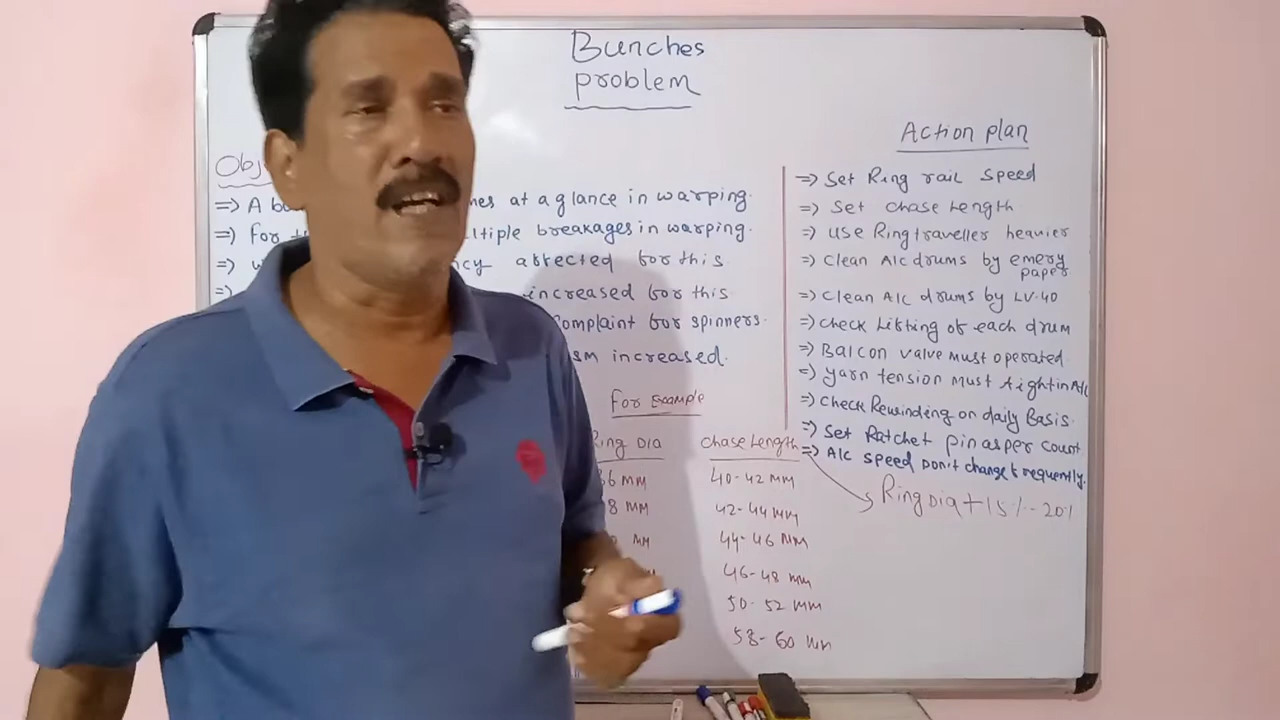 Bunches
problem
Obj
=> A bu nes at a glance in warping.
=> For t ltiple breakages in warping.
=> w ncy affected for this
=> increased for this
omplaint for spinners.
sm increased.
For Example
Ring Dia
6 MM
8 MM
MM
Chase Length
40-42 MM
42-44 MM
44-46 MM
46-48 MM
50-52 MM
58-60 MM
Action plan
=> Set Ring rail Speed
=> Set Chase Length
=> Use Ring traveller heavier
=> Clean A/C drums by emery
paper
=> Clean A/C drums by LV-40
=> Check Lifting of each drum
=> Balcon valve must operated.
=> yarn tension must tight in A/C
=> Check Rewinding on daily Basis.
=> Set Ratchet pin as per count
=> A/C speed Don't change frequently.
Ring Dia + 15%-20%